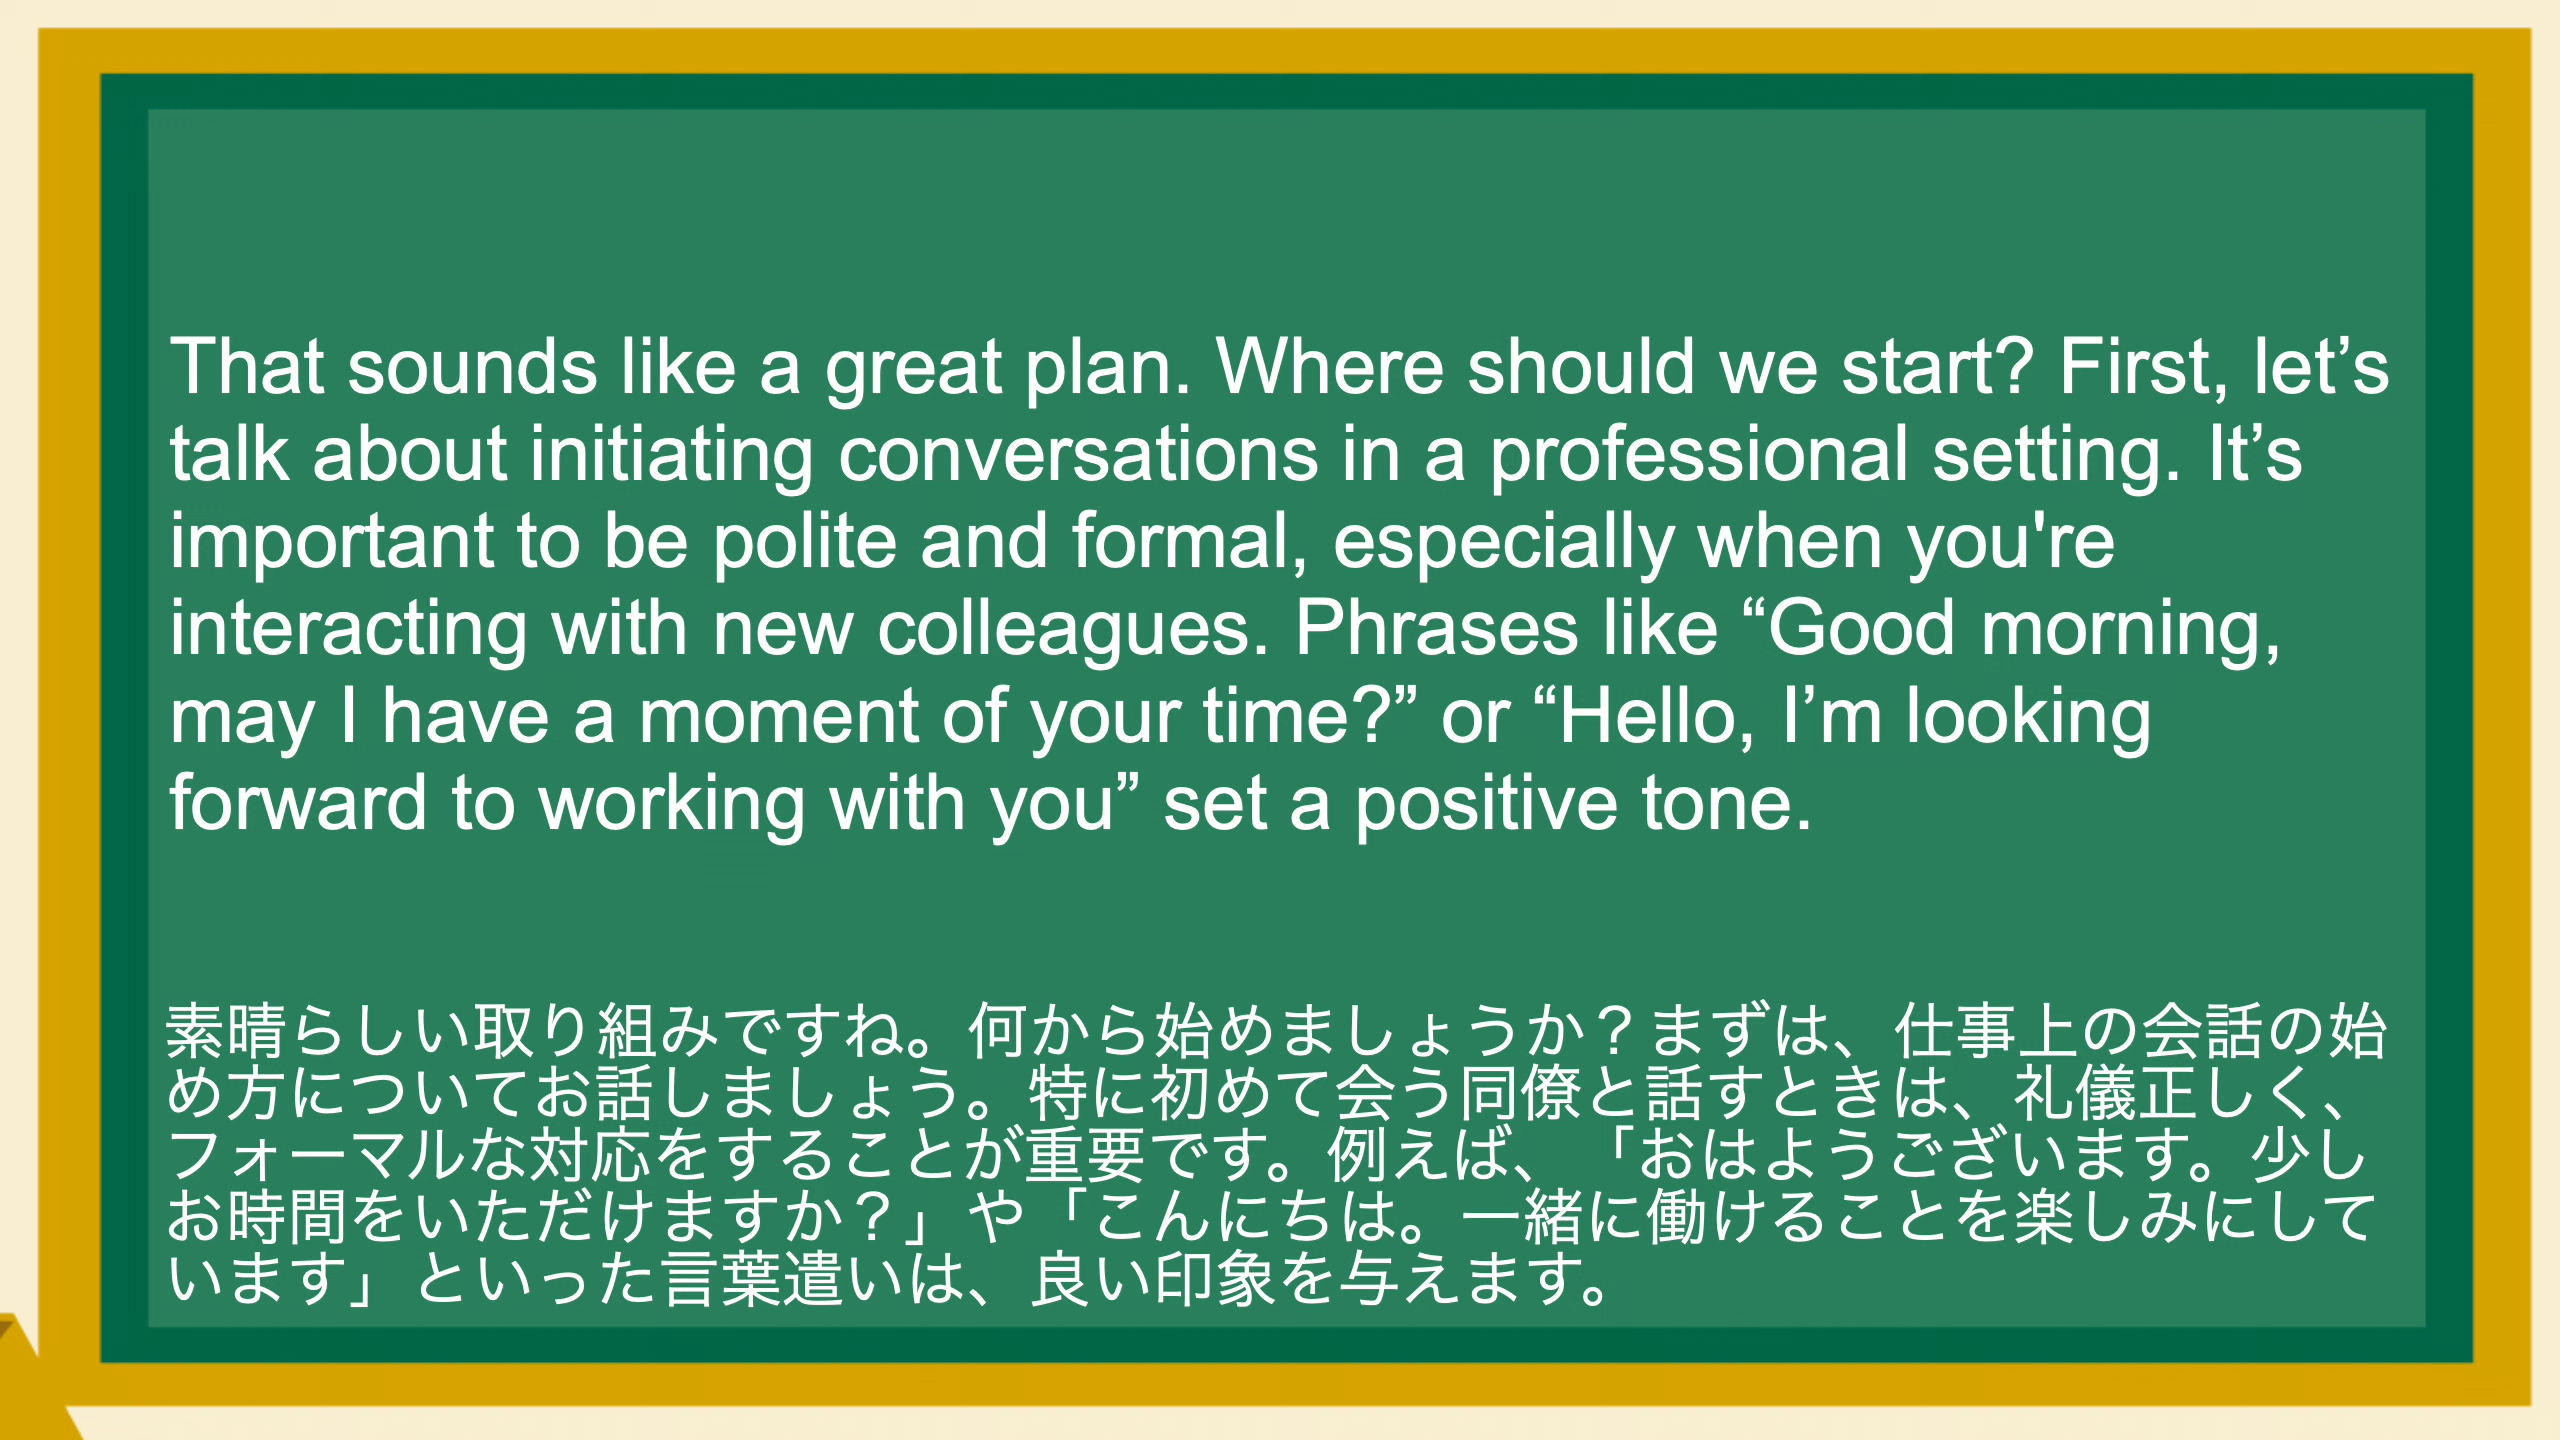 That sounds like a great plan. Where should we start? First, let’s
talk about initiating conversations in a professional setting. It’s
important to be polite and formal, especially when you're
interacting with new colleagues. Phrases like “Good morning,
may I have a moment of your time?” or “Hello, I’m looking
forward to working with you” set a positive tone.
素晴らしい取り組みですね。何から始めましょうか？まずは、仕事上の会話の始
め方についてお話しましょう。特に初めて会う同僚と話すときは、礼儀正しく、
フォーマルな対応をすることが重要です。例えば、「おはようございます。少し
お時間をいただけますか？」や「こんにちは。一緒に働けることを楽しみにして
います」といった言葉遣いは、良い印象を与えます。